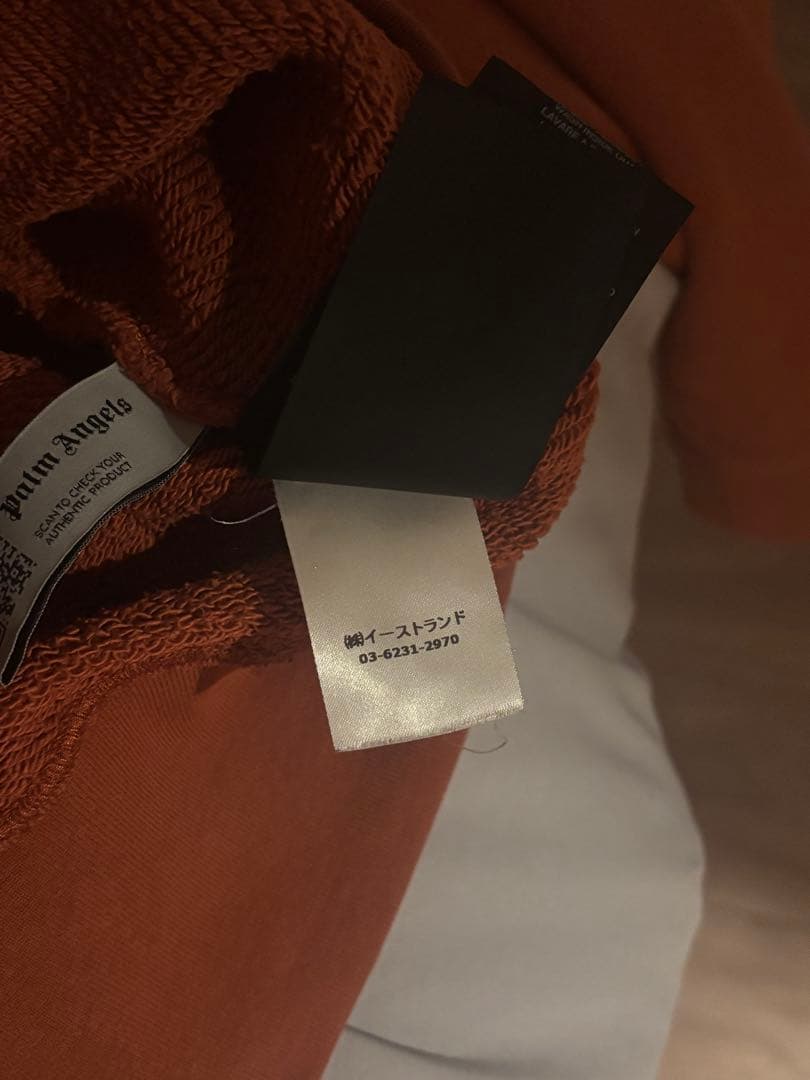 LAVARE A
Palm Angels
SCAN TO CHECK YOUR
AUTHENTIC PRODUCT
㈱イーストランド
03-6231-2970